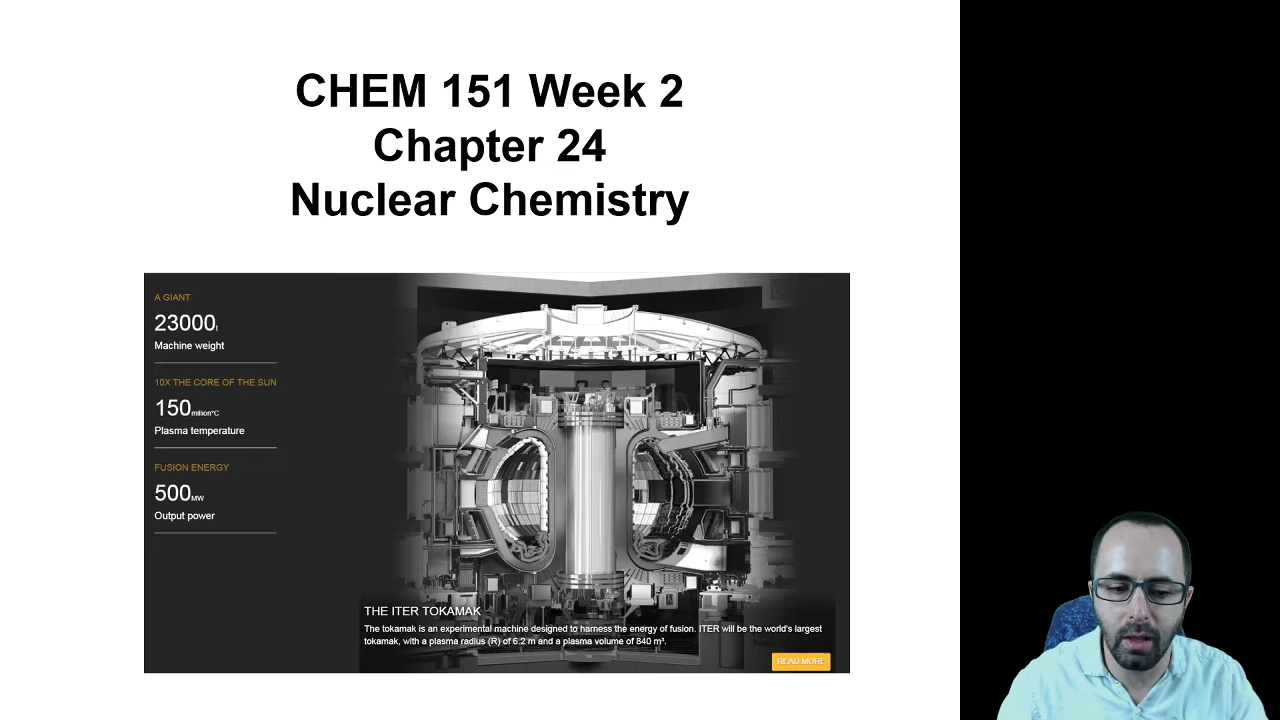 CHEM 151 Week 2
Chapter 24
Nuclear Chemistry
A GIANT
23000t
Machine weight
10X THE CORE OF THE SUN
150million°C
Plasma temperature
FUSION ENERGY
500MW
Output power
THE ITER TOKAMAK
The tokamak is an experimental machine designed to harness the energy of fusion. ITER will be the world's largest
tokamak, with a plasma radius (R) of 6.2 m and a plasma volume of 840 m³.
READ MORE